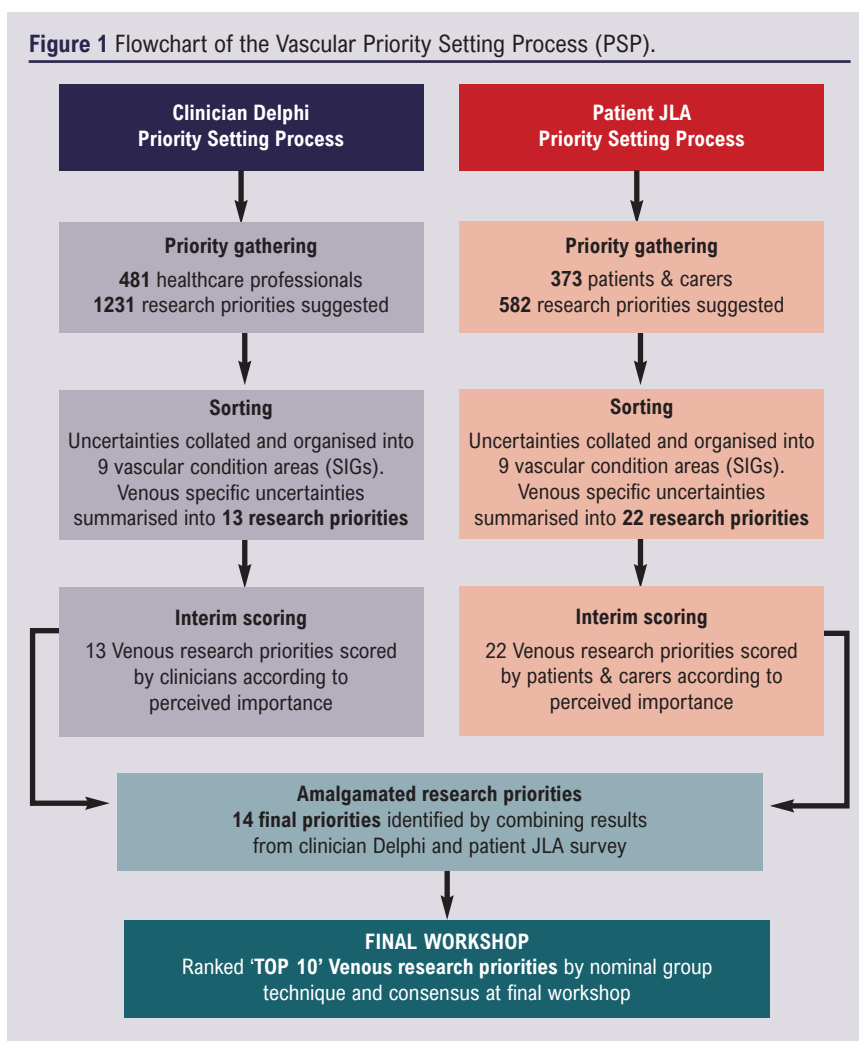 Figure 1 Flowchart of the Vascular Priority Setting Process (PSP).
Clinician Delphi
Priority Setting Process
Patient JLA
Priority Setting Process
Priority gathering
481 healthcare professionals
1231 research priorities suggested
Priority gathering
373 patients & carers
582 research priorities suggested
Sorting
Uncertainties collated and organised into
9 vascular condition areas (SIGs).
Venous specific uncertainties
summarised into 13 research priorities
Sorting
Uncertainties collated and organised into
9 vascular condition areas (SIGs).
Venous specific uncertainties
summarised into 22 research priorities
Interim scoring
13 Venous research priorities scored
by clinicians according to
perceived importance
Interim scoring
22 Venous research priorities scored
by patients & carers according to
perceived importance
Amalgamated research priorities
14 final priorities identified by combining results
from clinician Delphi and patient JLA survey
FINAL WORKSHOP
Ranked ‘TOP 10’ Venous research priorities by nominal group
technique and consensus at final workshop